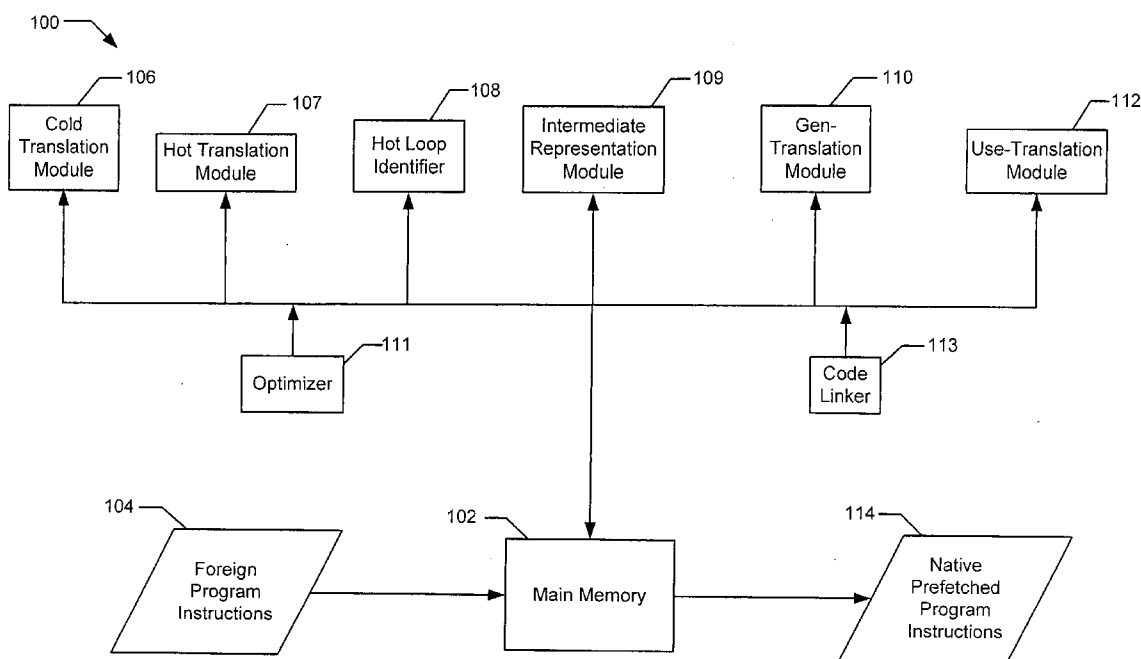 100
106
107
108
109
110
112
Cold
Translation
Module
Hot Translation
Module
Hot Loop
Identifier
Intermediate
Representation
Module
Gen-
Translation
Module
Use-Translation
Module
111
Optimizer
113
Code
Linker
104
Foreign
Program
Instructions
102
Main Memory
114
Native
Prefetched
Program
Instructions